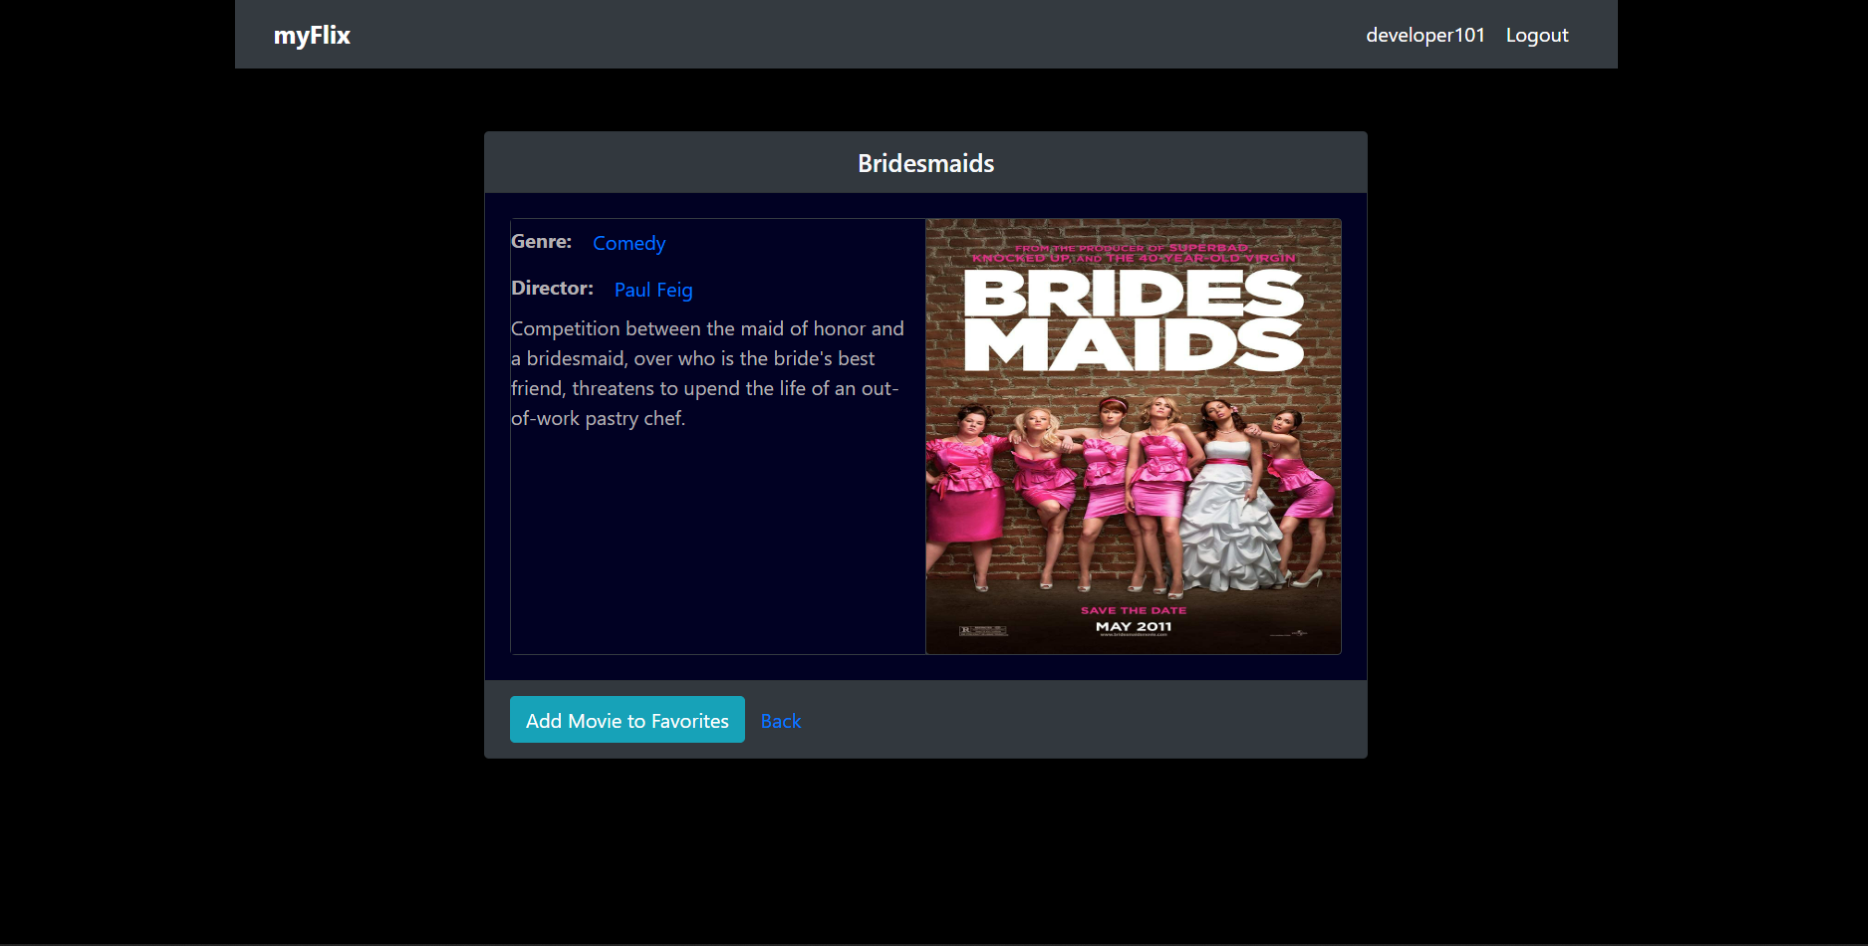 myFlix
developer101 Logout
Bridesmaids
Genre: Comedy
Director: Paul Feig
Competition between the maid of honor and
a bridesmaid, over who is the bride's best
friend, threatens to upend the life of an out-
of-work pastry chef.
FROM THE PRODUCER OF SUPERBAD,
KNOCKED UP, AND THE 40-YEAR-OLD VIRGIN
BRIDES
MAIDS
SAVE THE DATE
MAY 2011
R
Add Movie to Favorites Back